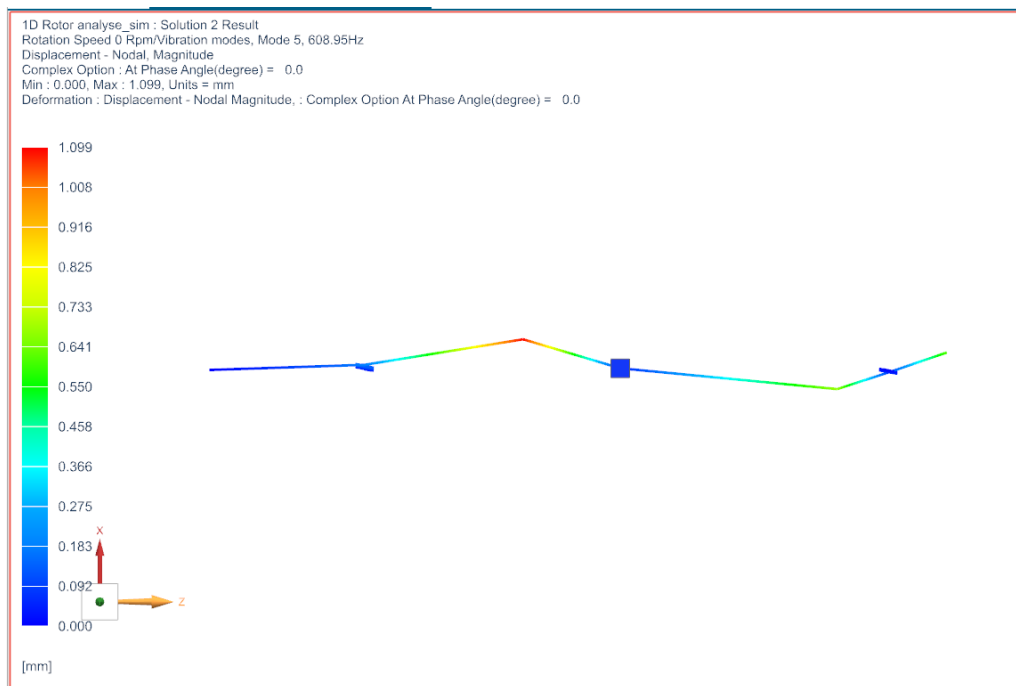 1D Rotor analyse_sim : Solution 2 Result
Rotation Speed 0 Rpm/Vibration modes, Mode 5, 608.95Hz
Displacement - Nodal, Magnitude
Complex Option : At Phase Angle(degree) = 0.0
Min : 0.000, Max : 1.099, Units = mm
Deformation : Displacement - Nodal Magnitude, : Complex Option At Phase Angle(degree) = 0.0
1.099
1.008
0.916
0.825
0.733
0.641
0.550
0.458
0.366
0.275
0.183
0.092
0.000
X
Z
[mm]